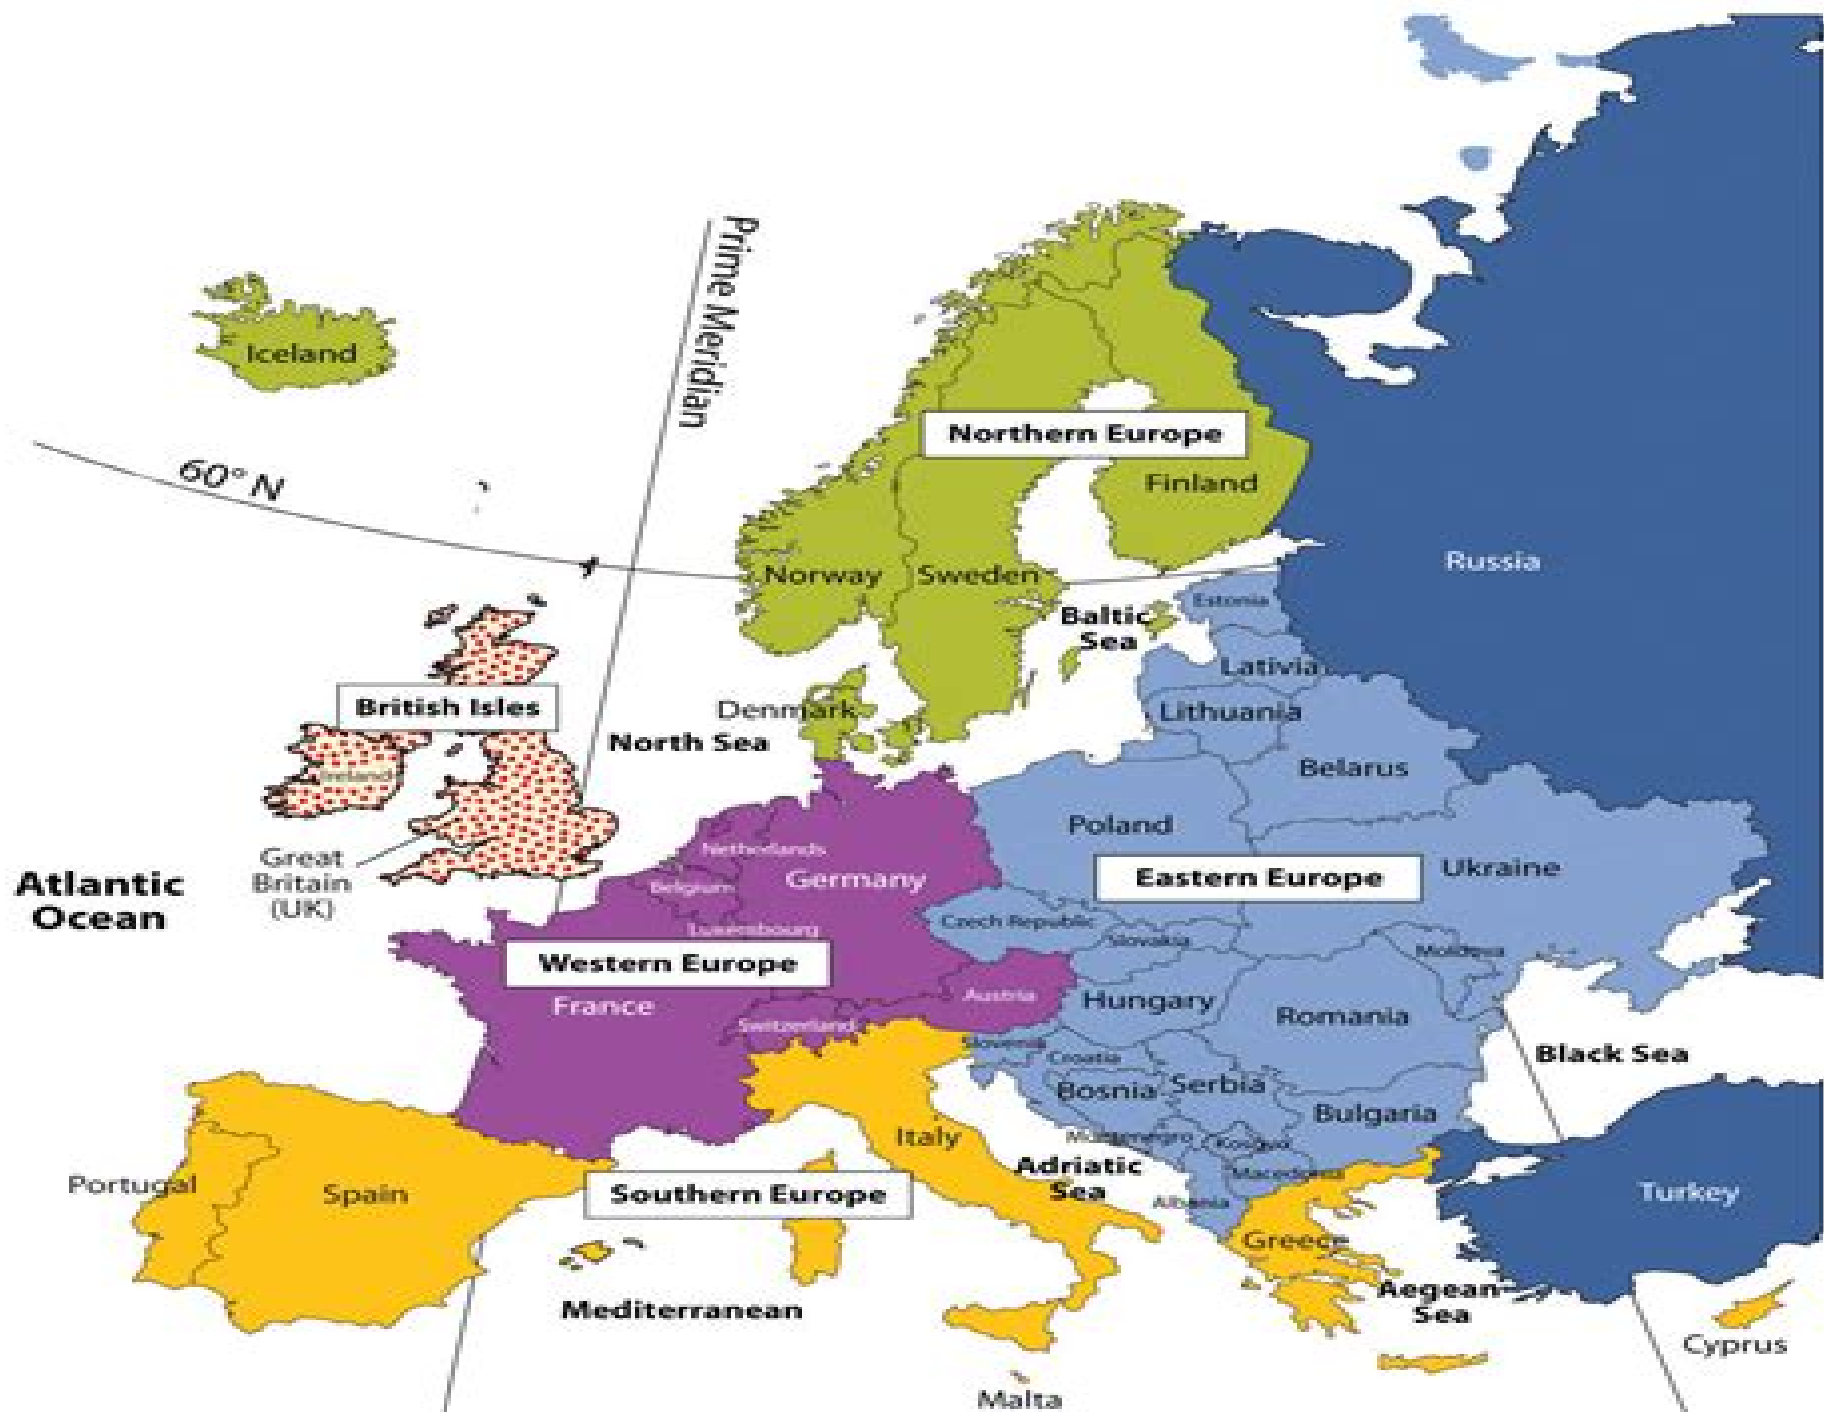 Prime Meridian
Iceland
Northern Europe
60° N
Finland
Russia
Norway
Sweden
Estonia
Baltic
Sea
Lativia
British Isles
Denmark
Lithuania
North Sea
Ireland
Belarus
Poland
Netherlands
Great
Britain
(UK)
Germany
Belgium
Eastern Europe
Ukraine
Atlantic
Ocean
Czech Republic
Luxembourg
Slovakia
Moldova
Western Europe
France
Austria
Hungary
Romania
Switzerland
Slovenia
Croatia
Black Sea
Bosnia
Serbia
Bulgaria
Italy
Montenegro
Kosovo
Adriatic
Sea
Macedonia
Portugal
Spain
Southern Europe
Albania
Turkey
Greece
Mediterranean
Aegean
Sea
Cyprus
Malta